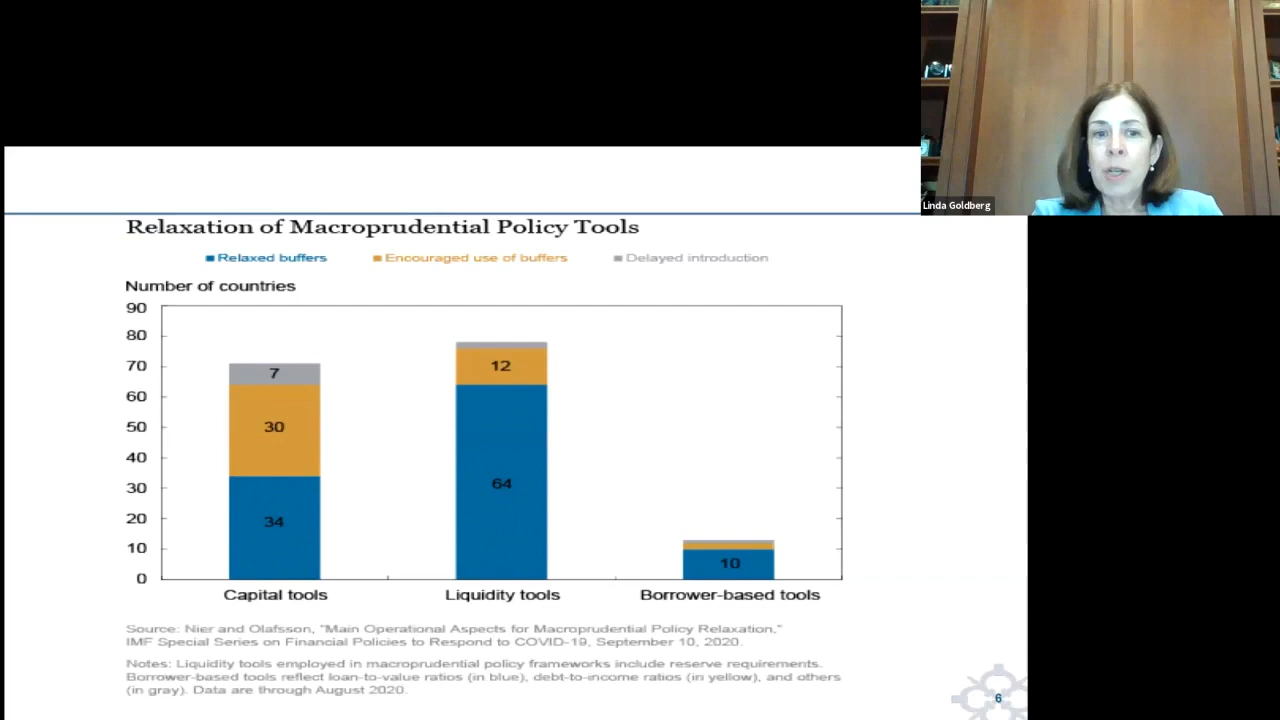 Linda Goldberg
Relaxation of Macroprudential Policy Tools
Relaxed buffers
Encouraged use of buffers
Delayed introduction
Number of countries
90
80
70
60
50
40
30
20
10
0
7
30
34
12
64
10
Capital tools
Liquidity tools
Borrower-based tools
Source: Nier and Olafsson, "Main Operational Aspects for Macroprudential Policy Relaxation,"
IMF Special Series on Financial Policies to Respond to COVID-19, September 10, 2020.
Notes: Liquidity tools employed in macroprudential policy frameworks include reserve requirements.
Borrower-based tools reflect loan-to-value ratios (in blue), debt-to-income ratios (in yellow), and others
(in gray). Data are through August 2020.
6